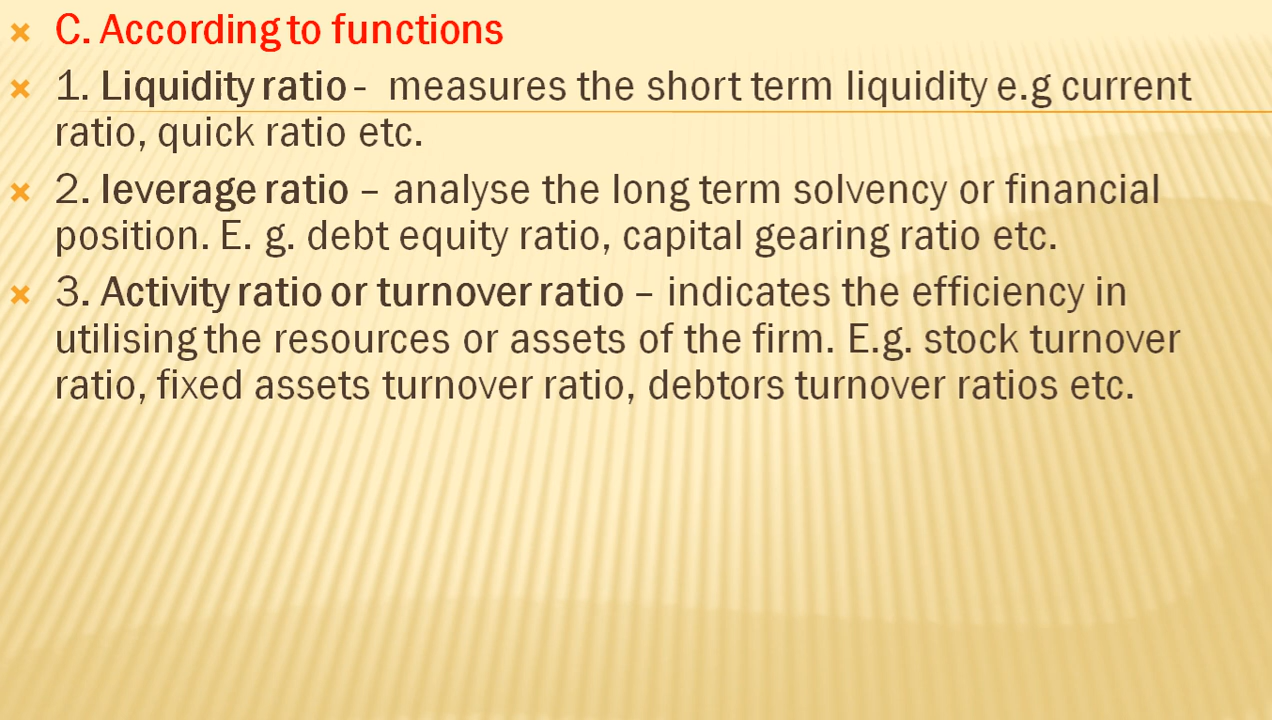 C. According to functions
1. Liquidity ratio - measures the short term liquidity e.g current
ratio, quick ratio etc.
2. leverage ratio – analyse the long term solvency or financial
position. E. g. debt equity ratio, capital gearing ratio etc.
3. Activity ratio or turnover ratio – indicates the efficiency in
utilising the resources or assets of the firm. E.g. stock turnover
ratio, fixed assets turnover ratio, debtors turnover ratios etc.